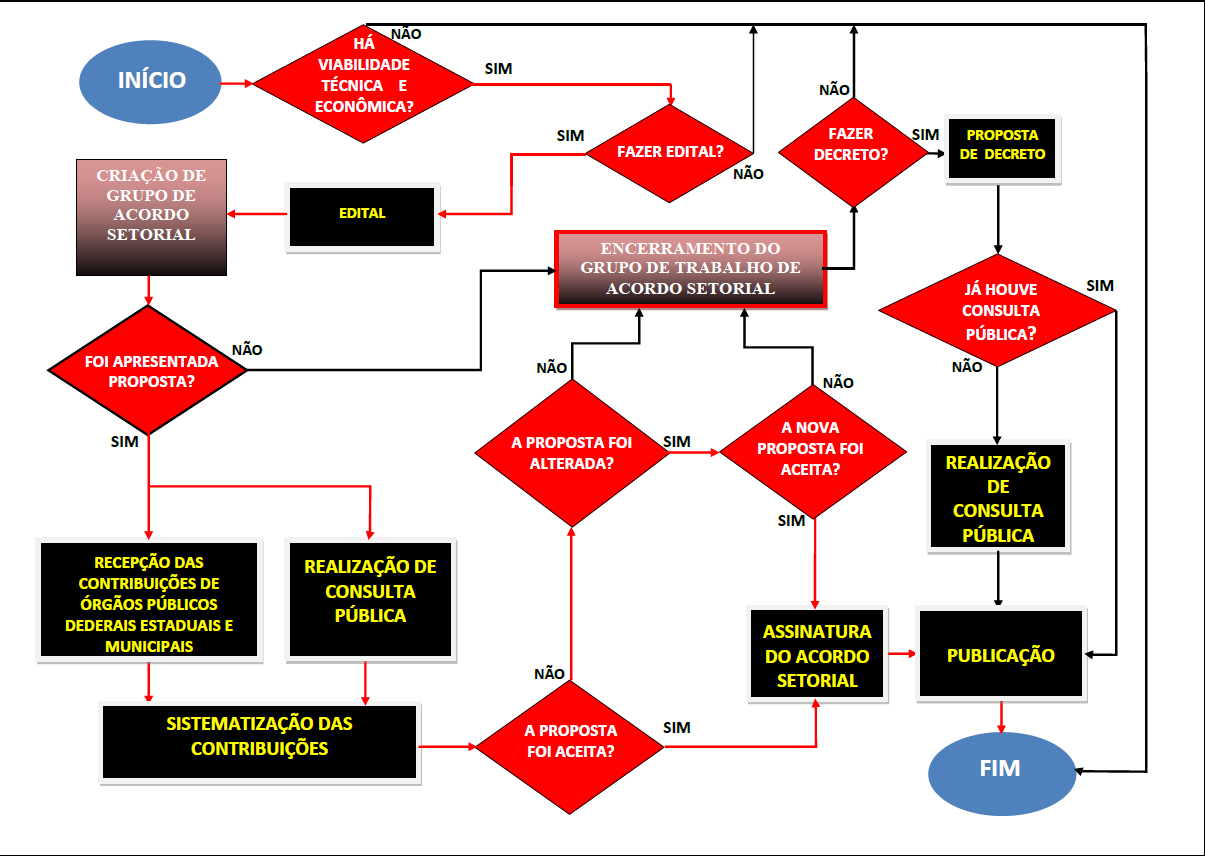 INÍCIO
HÁ
VIABILIDADE
TÉCNICA E
ECONÔMICA?
NÃO
SIM
FAZER EDITAL?
SIM
NÃO
FAZER
DECRETO?
NÃO
SIM
PROPOSTA
DE DECRETO
CRIAÇÃO DE
GRUPO DE
ACORDO
SETORIAL
EDITAL
ENCERRAMENTO DO
GRUPO DE TRABALHO DE
ACORDO SETORIAL
JÁ HOUVE
CONSULTA
PÚBLICA?
SIM
NÃO
FOI APRESENTADA
PROPOSTA?
NÃO
SIM
A PROPOSTA FOI
ALTERADA?
NÃO
SIM
A NOVA
PROPOSTA FOI
ACEITA?
NÃO
SIM
REALIZAÇÃO
DE
CONSULTA
PÚBLICA
RECEPÇÃO DAS
CONTRIBUIÇÕES DE
ÓRGÃOS PÚBLICOS
DEDERAIS ESTADUAIS E
MUNICIPAIS
REALIZAÇÃO DE
CONSULTA
PÚBLICA
ASSINATURA
DO ACORDO
SETORIAL
PUBLICAÇÃO
SISTEMATIZAÇÃO DAS
CONTRIBUIÇÕES
A PROPOSTA
FOI ACEITA?
NÃO
SIM
FIM